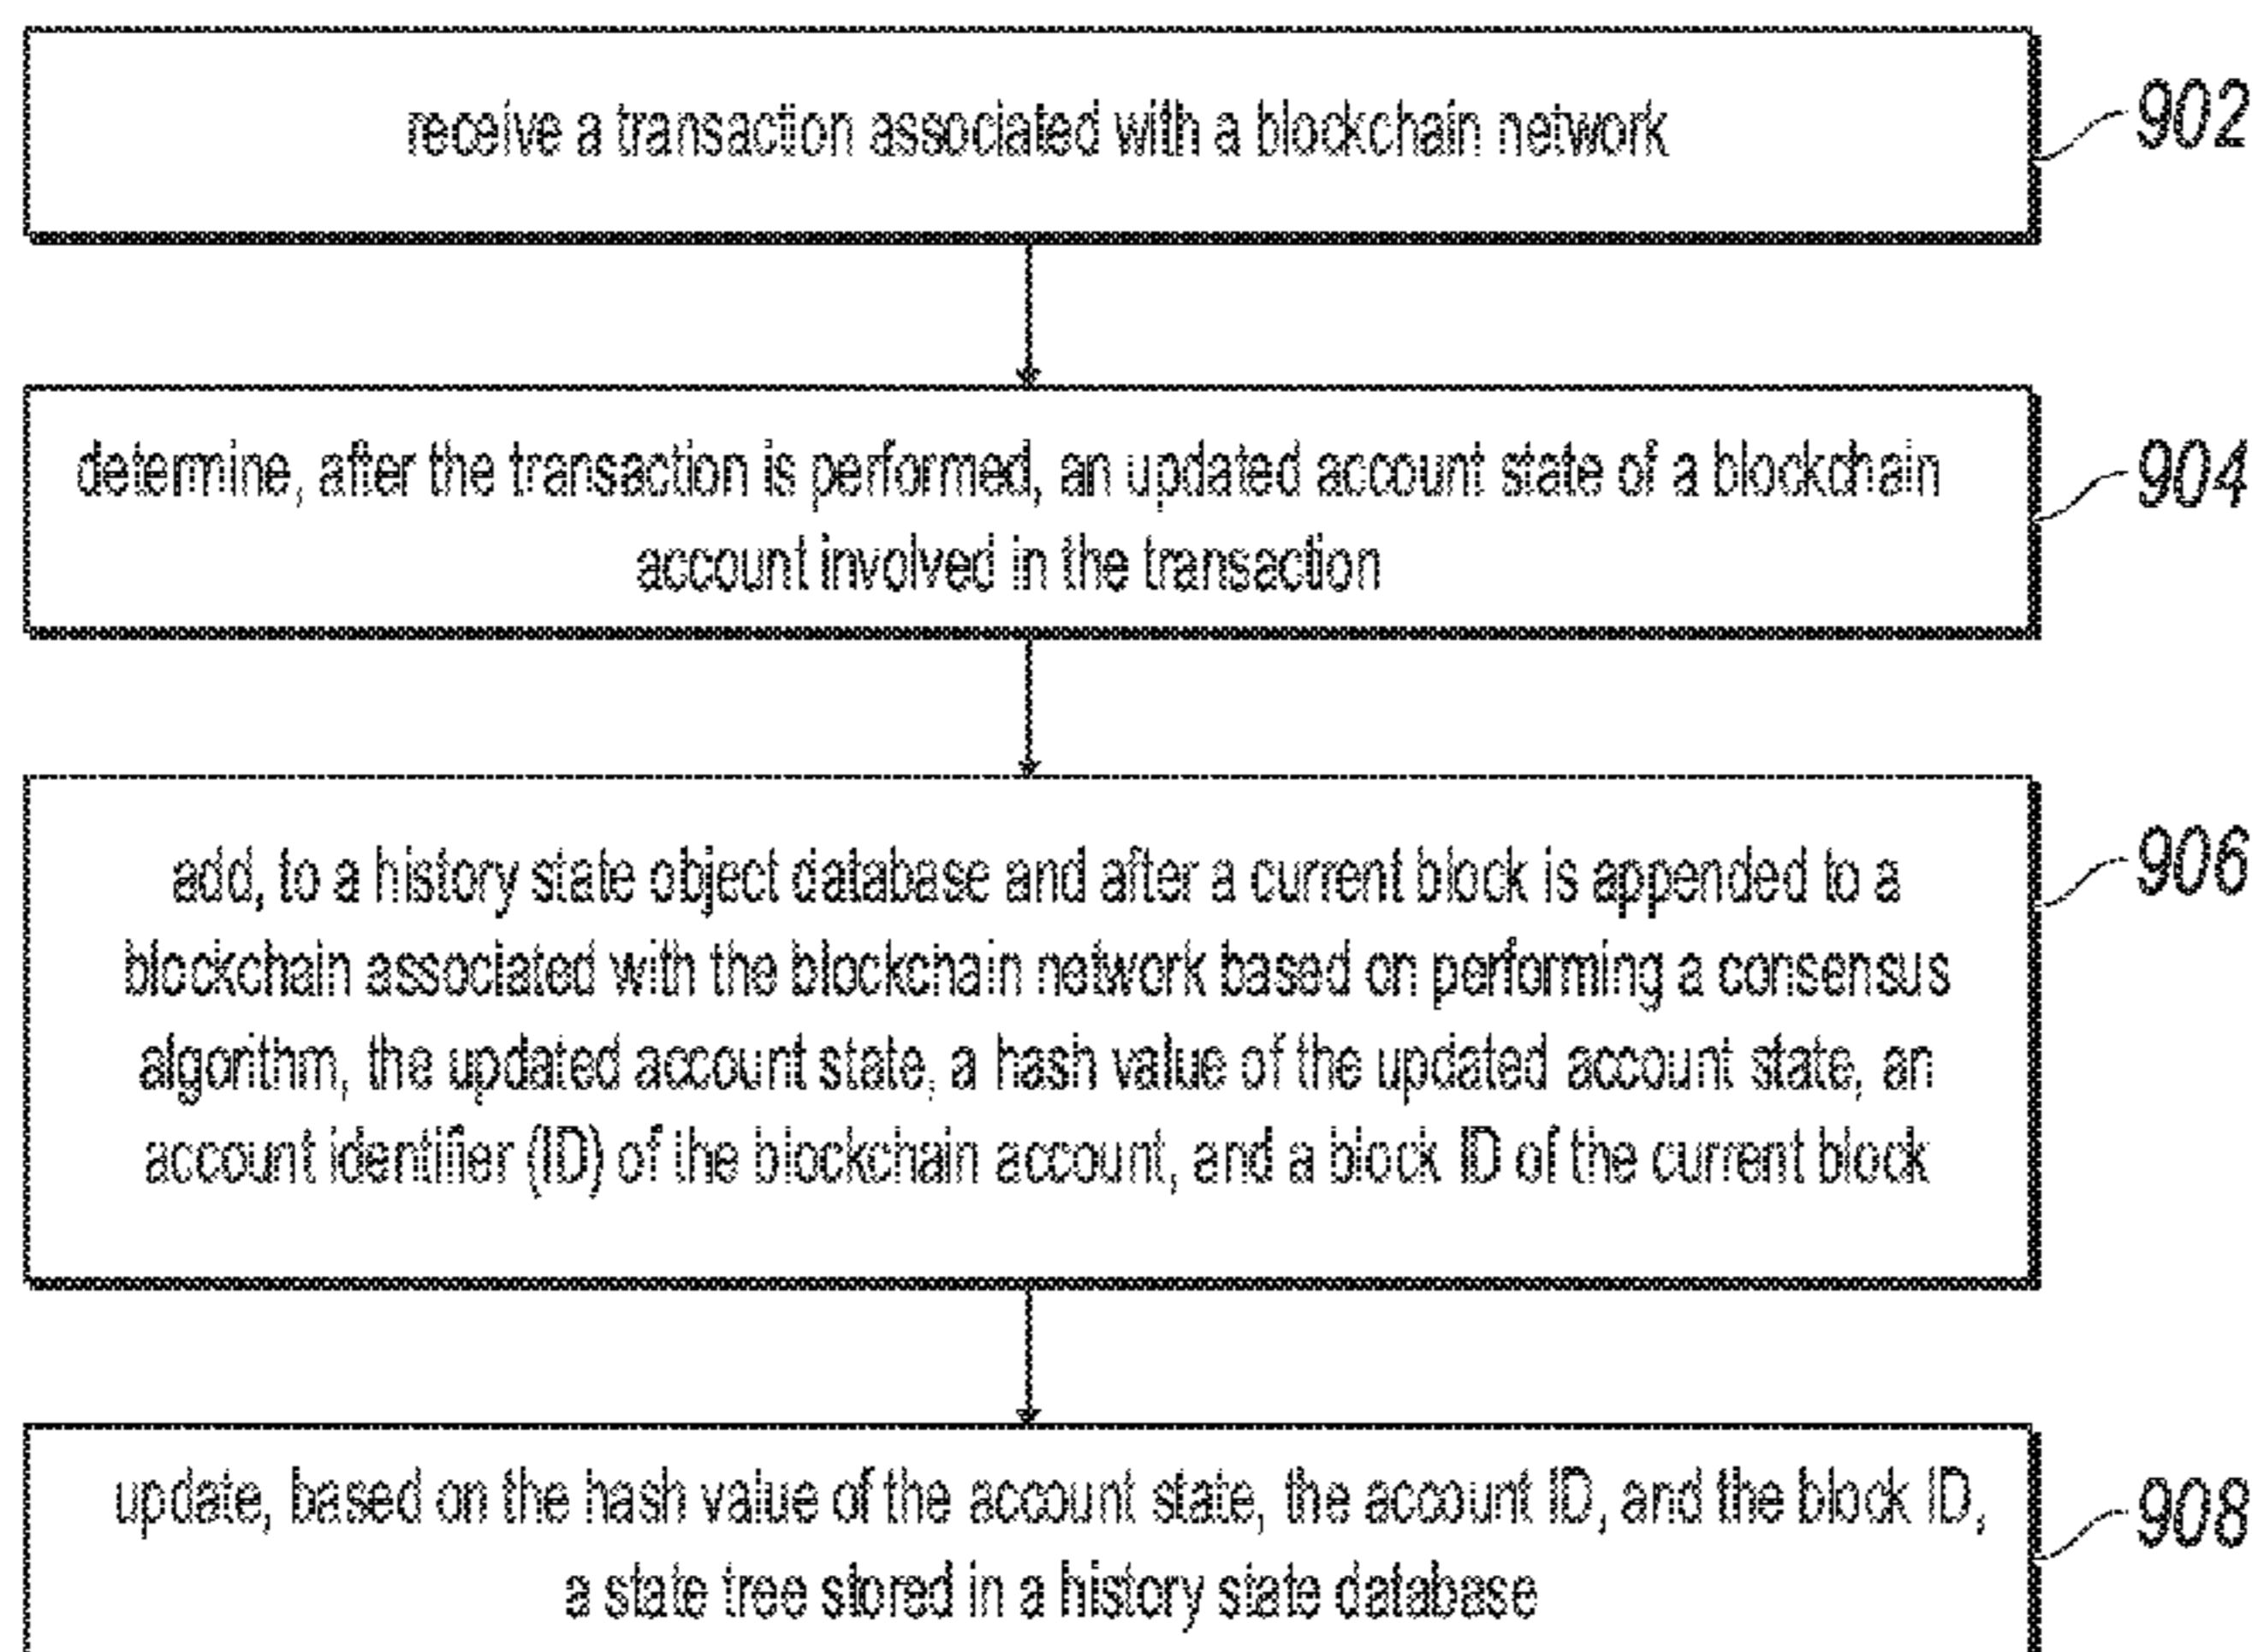 receive a transaction associated with a blockchain network
902
determine, after the transaction is performed, an updated account state of a blockchain
account involved in the transaction
904
add, to a history state object database and after a current block is appended to a
blockchain associated with the blockchain network based on performing a consensus
algorithm, the updated account state, a hash value of the updated account state, an
account identifier (ID) of the blockchain account, and a block ID of the current block
906
update, based on the hash value of the account state, the account ID, and the block ID,
a state tree stored in a history state database
908